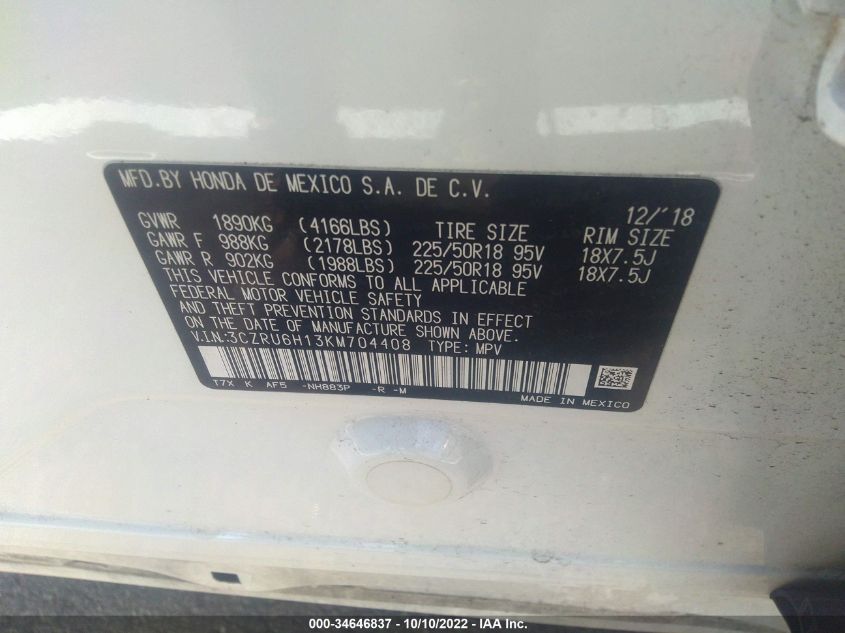 MFD.BY HONDA DE MEXICO S.A. DE C.V.
12/'18
GVWR 1890KG (4166LBS) TIRE SIZE RIM SIZE
GAWR F 988KG (2178LBS) 225/50R18 95V 18X7.5J
GAWR R 902KG (1988LBS) 225/50R18 95V 18X7.5J
THIS VEHICLE CONFORMS TO ALL APPLICABLE
FEDERAL MOTOR VEHICLE SAFETY
AND THEFT PREVENTION STANDARDS IN EFFECT
ON THE DATE OF MANUFACTURE SHOWN ABOVE.
V.I.N:3CZRU6H13KM704408 TYPE: MPV
T7X K AF5 -NH883P -R -M
MADE IN MEXICO
000-34646837 - 10/10/2022 - IAA Inc.